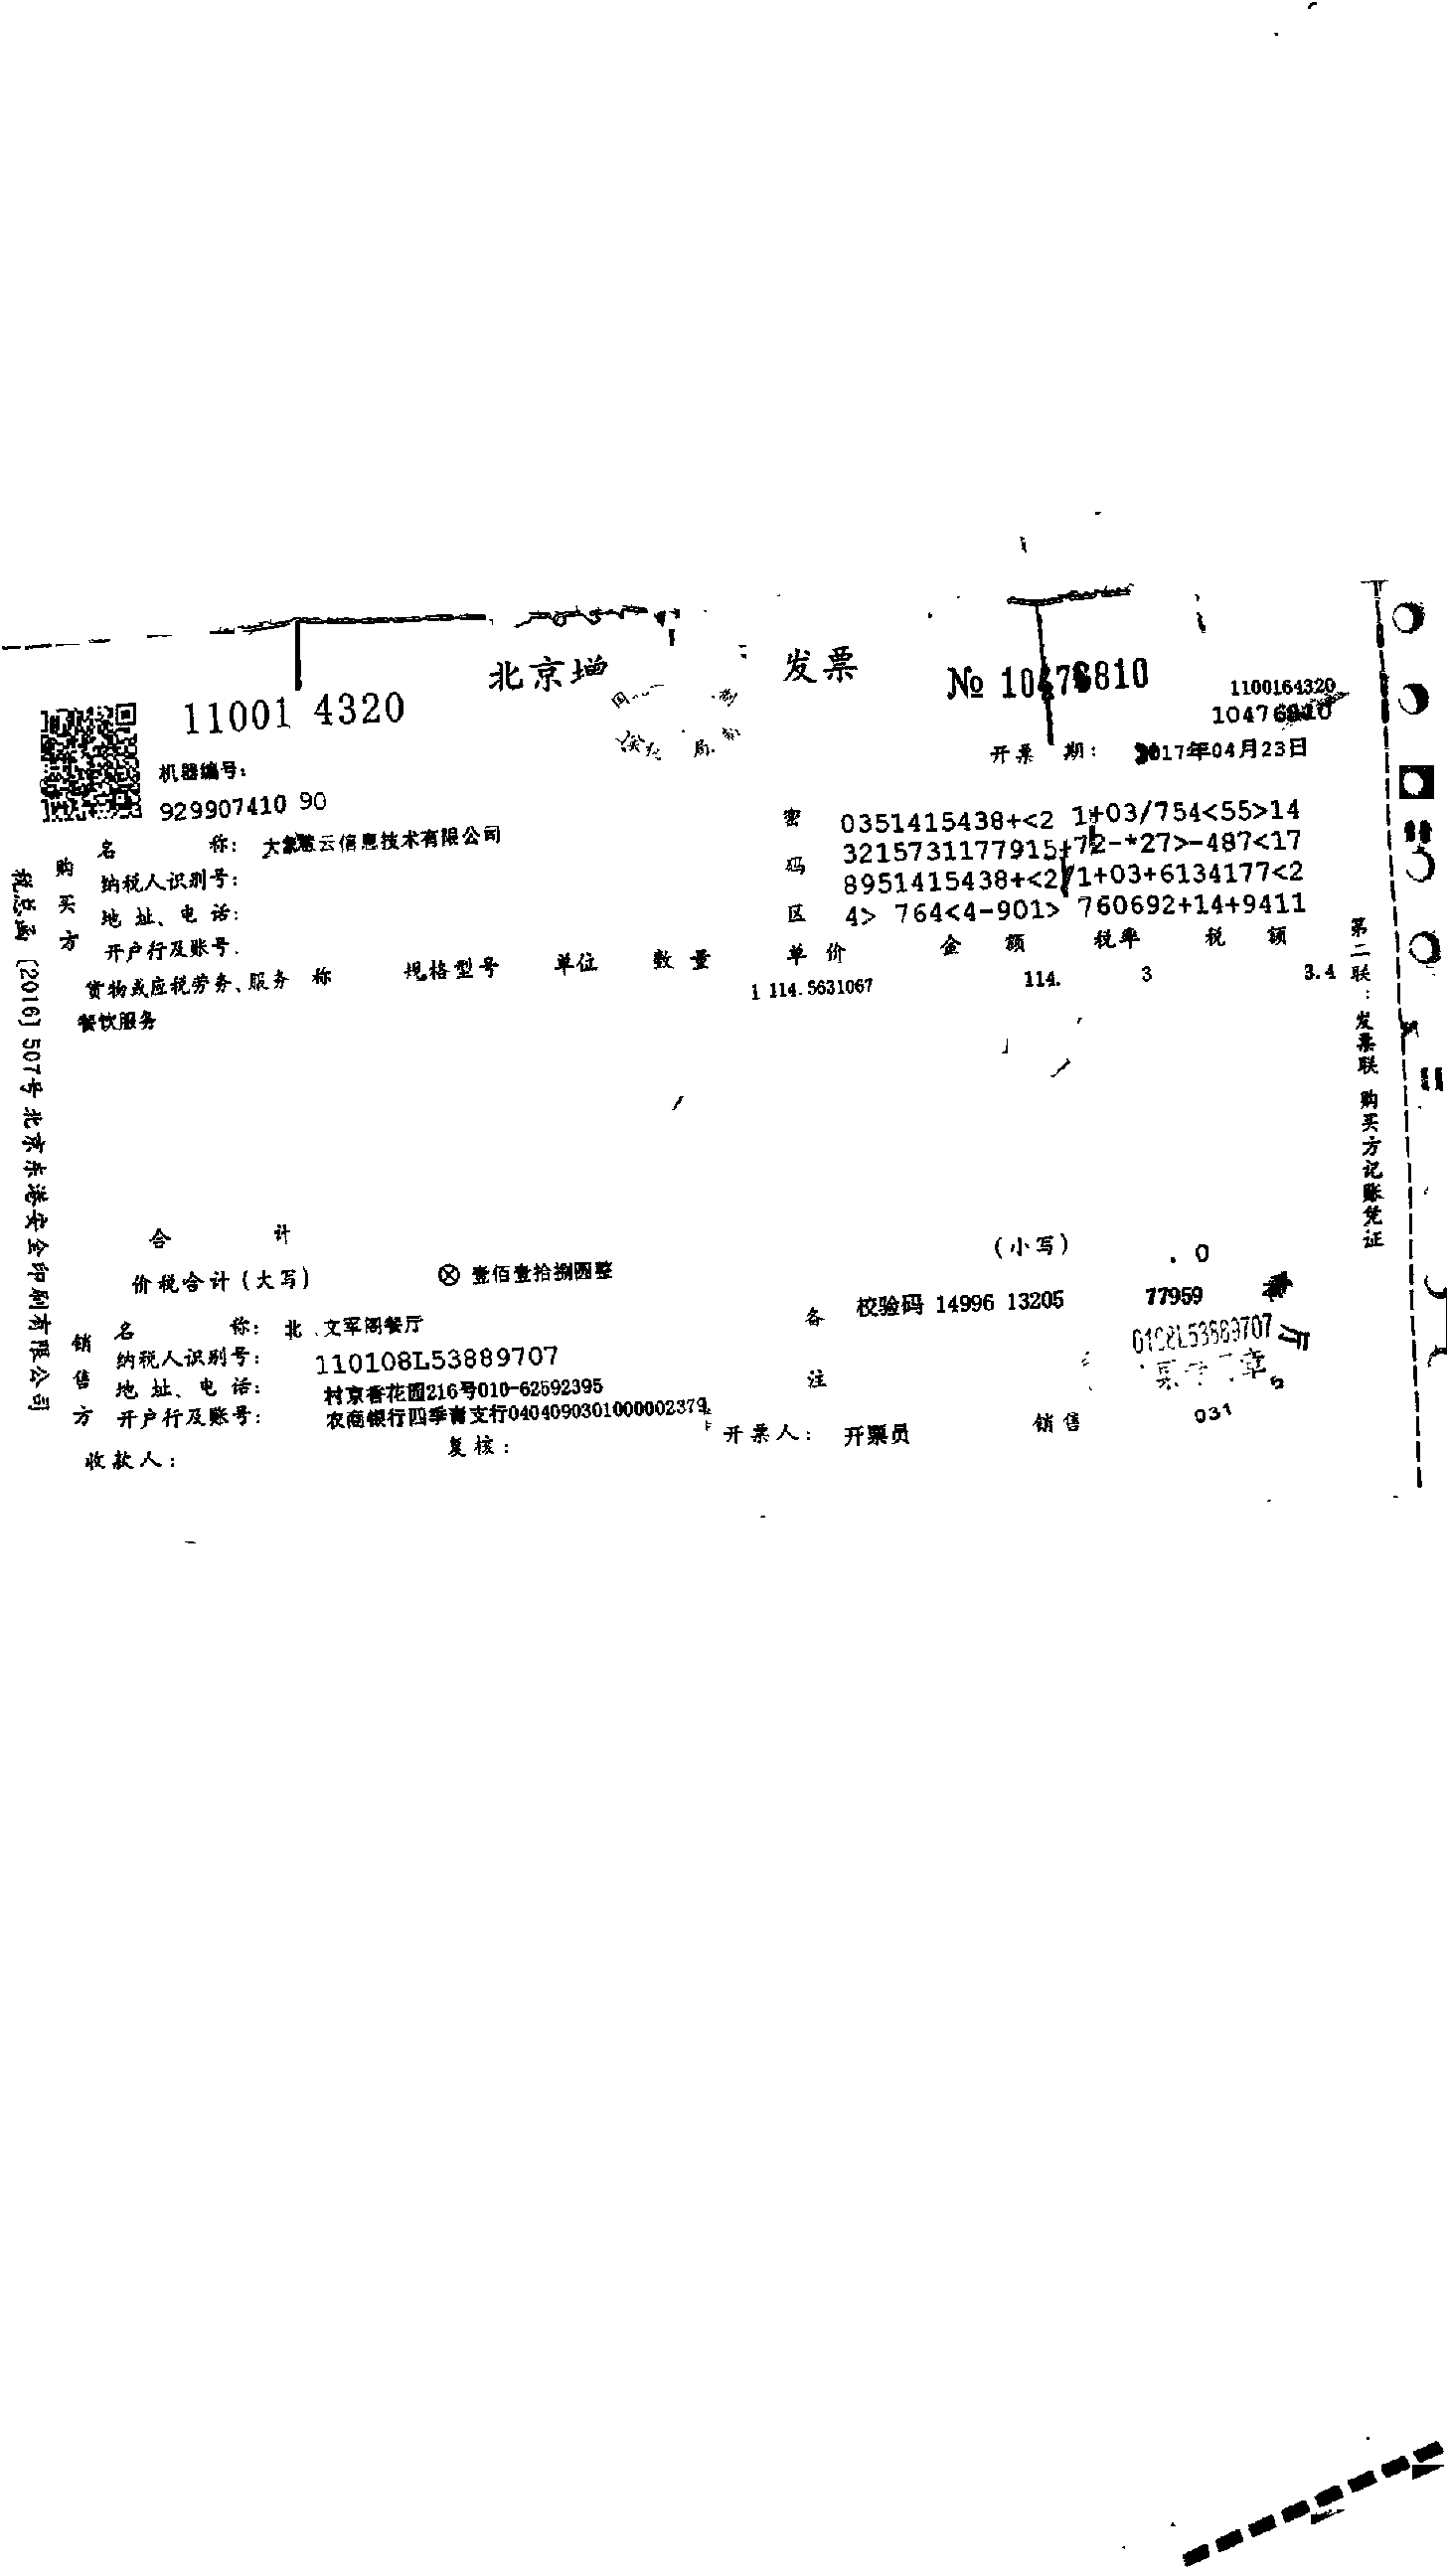 北京增 发票
№ 10476810
11001 4320
1100164320
10476810
机器编号:
929907410 90
开票 期: 2017年04月23日
购买方
名 称: 大象慧云信息技术有限公司
纳税人识别号:
地 址、电 话:
开户行及账号:
密码区
0351415438+<2 1+03/754<55>14
3215731177915+72-*27>-487<17
8951415438+<2/1+03+6134177<2
4> 764<4-901> 760692+14+9411
货物或应税劳务、服务 称 规格型号 单位 数 量 单 价 金 额 税率 税 额
餐饮服务 1 114.5631067 114. 3 3.4
合 计
价税合计(大写) ⊗ 壹佰壹拾捌圆整 (小写) . 0
销售方
名 称: 北 文军阁餐厅
纳税人识别号: 110108L53889707
地 址、电 话: 村京香花园216号010-62592395
开户行及账号: 农商银行四季青支行0404090301000002379
备注
校验码 14996 13205 77959
0108L53889707
厅
章
031
收款人: 复核: 开票人: 开票员 销售
税总函 [2016] 507号 北京东港安全印刷有限公司
第二联:发票联 购买方记账凭证